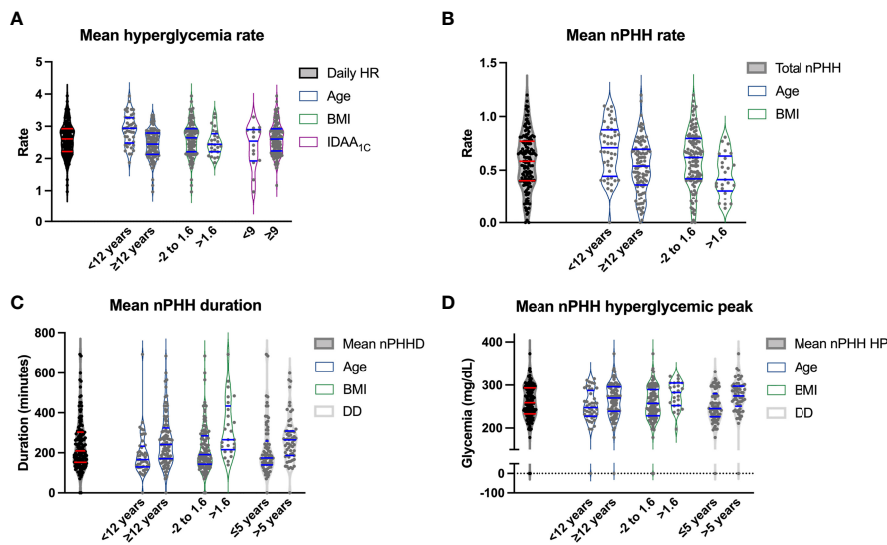 A
Mean hyperglycemia rate
Rate
5
4
3
2
1
0
<12 years
≥12 years
-2 to 1.6
>1.6
<9
≥9
Daily HR
Age
BMI
IDAA1C
B
Mean nPHH rate
Rate
1.5
1.0
0.5
0.0
<12 years
≥12 years
-2 to 1.6
>1.6
Total nPHH
Age
BMI
C
Mean nPHH duration
Duration (minutes)
800
600
400
200
0
<12 years
≥12 years
-2 to 1.6
>1.6
≤5 years
>5 years
Mean nPHHD
Age
BMI
DD
D
Mean nPHH hyperglycemic peak
Glycemia (mg/dL)
400
300
200
0
-100
<12 years
≥12 years
-2 to 1.6
>1.6
≤5 years
>5 years
Mean nPHH HP
Age
BMI
DD